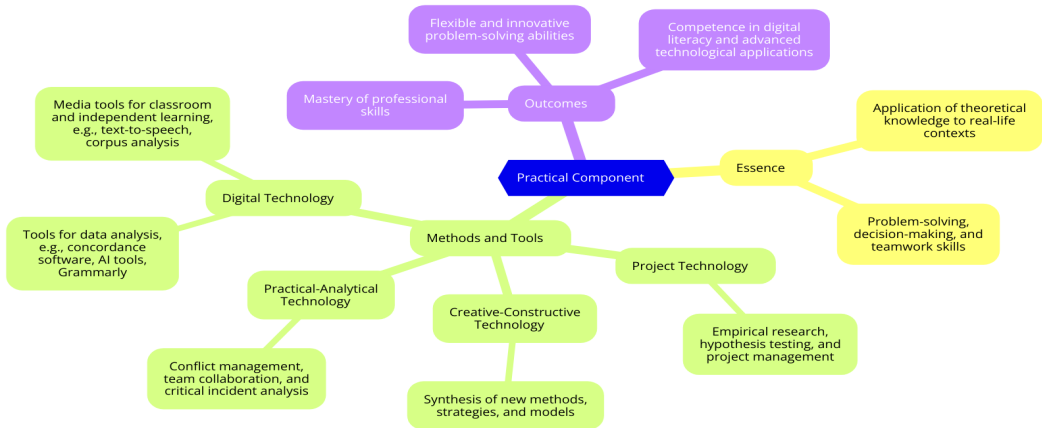 Flexible and innovative
problem-solving abilities
Competence in digital
literacy and advanced
technological applications
Mastery of professional
skills
Outcomes
Media tools for classroom
and independent learning,
e.g., text-to-speech,
corpus analysis
Application of theoretical
knowledge to real-life
contexts
Essence
Practical Component
Digital Technology
Problem-solving,
decision-making, and
teamwork skills
Tools for data analysis,
e.g., concordance
software, AI tools,
Grammarly
Methods and Tools
Project Technology
Practical-Analytical
Technology
Creative-Constructive
Technology
Empirical research,
hypothesis testing, and
project management
Conflict management,
team collaboration, and
critical incident analysis
Synthesis of new methods,
strategies, and models